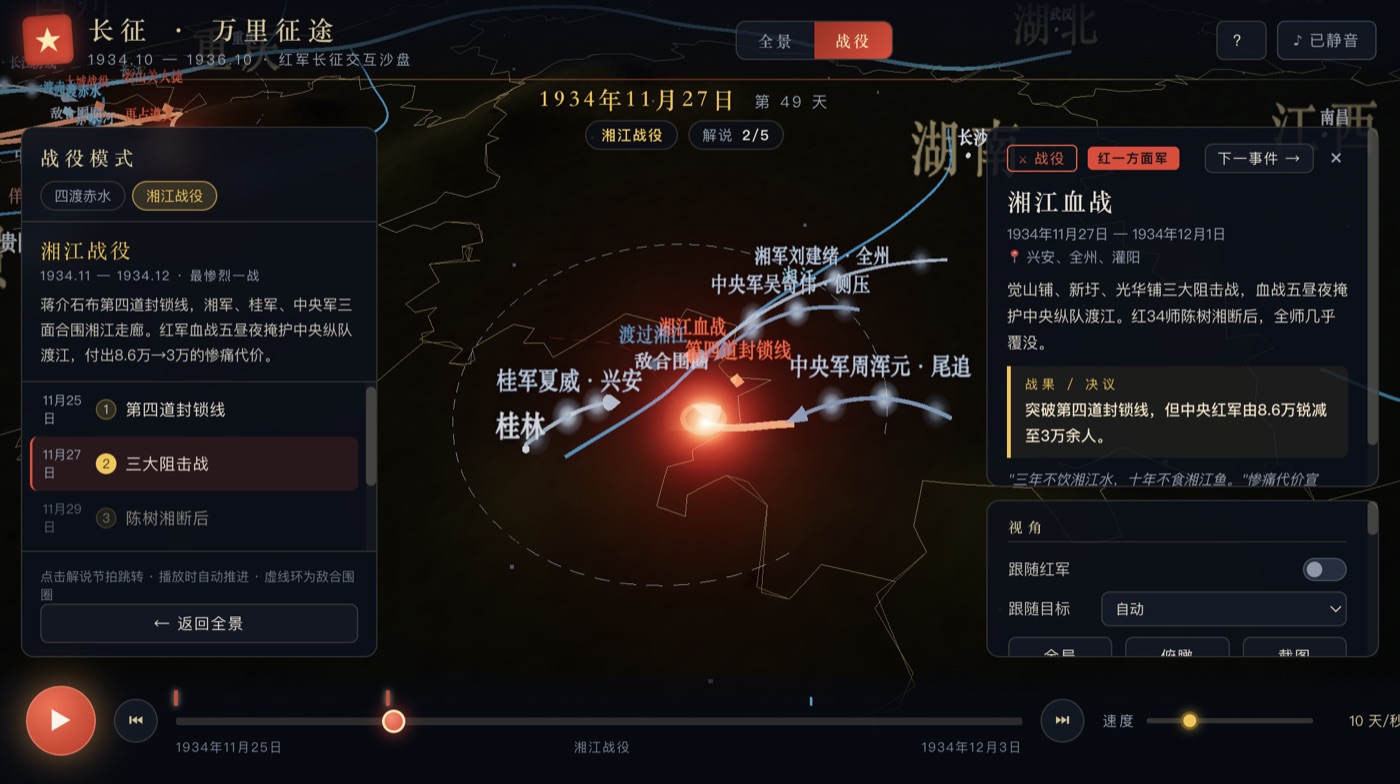 长征 · 万里征途
1934.10 — 1936.10 · 红军长征交互沙盘
全景
战役
?
♪ 已静音
湖·北
武汉
江·西
南昌
湖南
长沙
1934年11月27日 第 49 天
湘江战役
解说 2/5
战役模式
四渡赤水
湘江战役
湘江战役
1934.11 — 1934.12 · 最惨烈一战
蒋介石布第四道封锁线，湘军、桂军、中央军三
面合围湘江走廊。红军血战五昼夜掩护中央纵队
渡江，付出8.6万→3万的惨痛代价。
11月25
日
1
第四道封锁线
11月27
日
2
三大阻击战
11月29
日
3
陈树湘断后
点击解说节拍跳转 · 播放时自动推进 · 虚线环为敌合围
圈
← 返回全景
湘军刘建绪 · 全州
湘江
中央军吴奇伟 · 侧压
湘江血战
渡过湘江
第四道封锁线
敌合围圈
中央军周浑元 · 尾追
桂军夏威 · 兴安
桂林
⚔ 战役
红一方面军
下一事件 →
×
湘江血战
1934年11月27日 — 1934年12月1日
📍 兴安、全州、灌阳
觉山铺、新圩、光华铺三大阻击战，血战五昼夜掩
护中央纵队渡江。红34师陈树湘断后，全师几乎
覆没。
战果 / 决议
突破第四道封锁线，但中央红军由8.6万锐减
至3万余人。
"三年不饮湘江水，十年不食湘江鱼。"惨痛代价宣
视角
跟随红军
跟随目标
自动
全局
俯瞰
截图
1934年11月25日
湘江战役
1934年12月3日
速度
10 天/秒